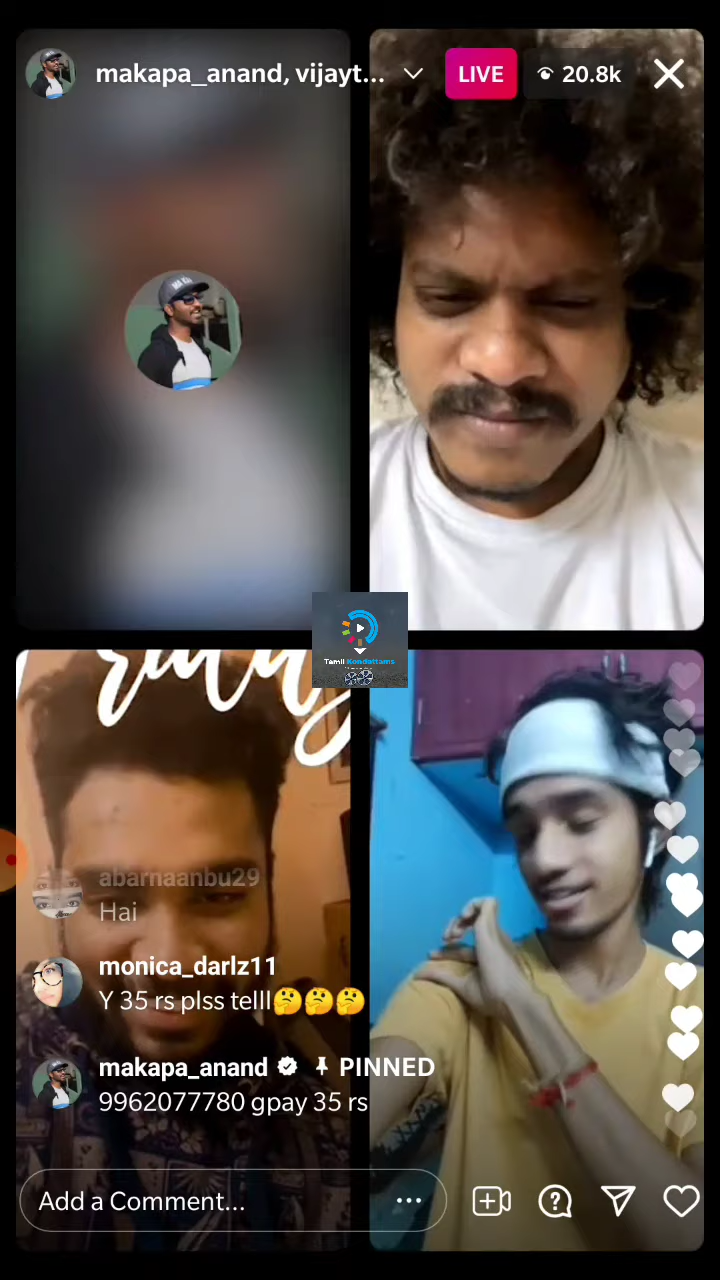 makapa_anand, vijayt...
LIVE
20.8k
Tamil Kondattams
abarnaanbu29
Hai
monica_darlz11
Y 35 rs plss telll🤔🤔🤔
makapa_anand PINNED
9962077780 gpay 35 rs
Add a Comment...